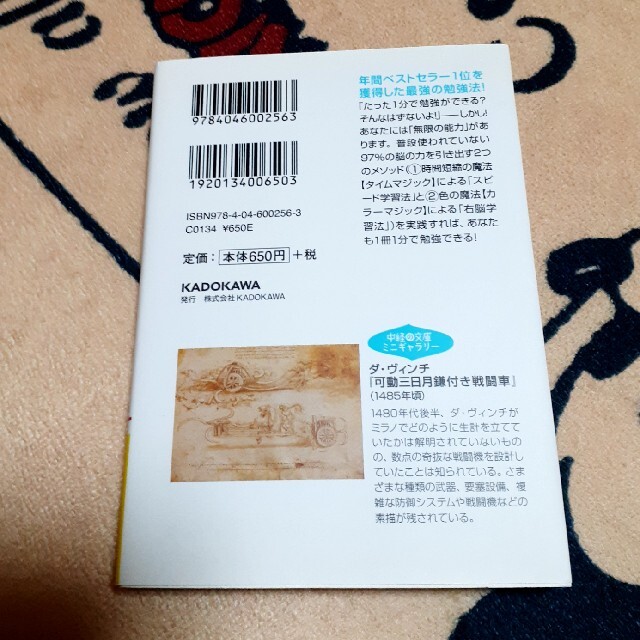 9784046002563
1920134006503
ISBN978-4-04-600256-3
C0134 ¥650E
定価：本体650円＋税
KADOKAWA
発行 株式会社KADOKAWA
年間ベストセラー1位を
獲得した最強の勉強法！
「たった1分で勉強ができる？
そんなはずないよ！」――しかし！
あなたには「無限の能力」があ
ります。普段使われていない
97％の脳の力を引き出す2つ
のメソッド（①時間短縮の魔法
【タイムマジック】による「スピ
ード学習法」と②色の魔法【カ
ラーマジック】による「右脳学
習法」）を実践すれば、あなた
も1冊1分で勉強できる！
中経の文庫
ミニギャラリー
ダ・ヴィンチ
『可動三日月鎌付き戦闘車』
（1485年頃）
1480年代後半、ダ・ヴィンチが
ミラノでどのように生計を立てて
いたかは解明されていないもの
の、数点の奇抜な戦闘機を設計し
ていたことは知られている。さま
ざまな種類の武器、要塞設備、複
雑な防御システムや戦闘機などの
素描が残されている。